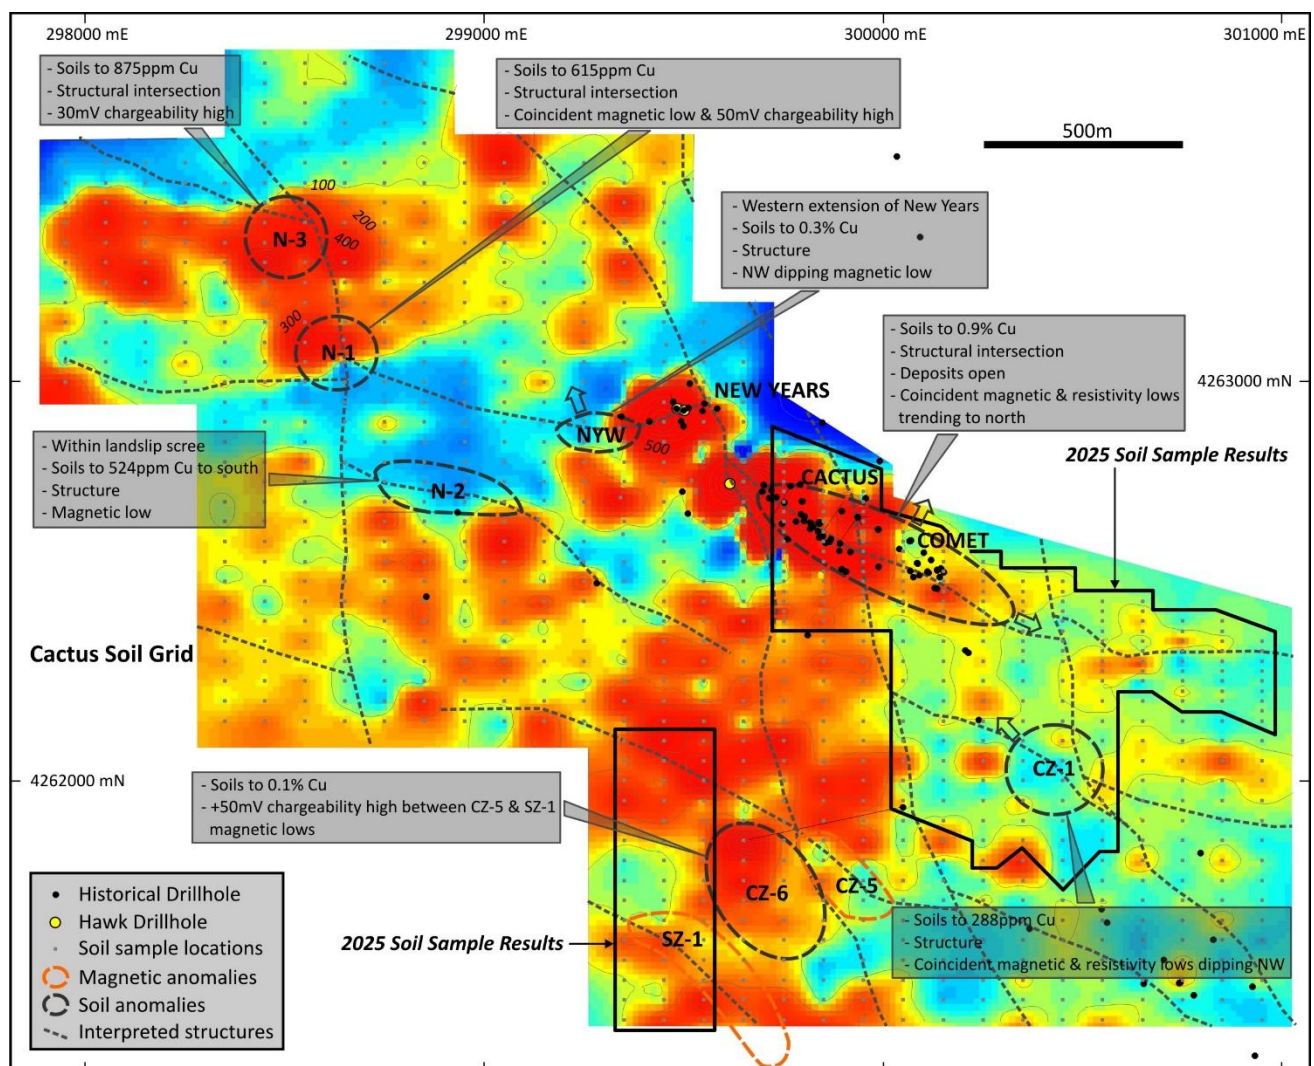 298000 mE
299000 mE
300000 mE
301000 mE
- Soils to 875ppm Cu
- Structural intersection
- 30mV chargeability high
- Soils to 615ppm Cu
- Structural intersection
- Coincident magnetic low & 50mV chargeability high
500m
- Western extension of New Years
- Soils to 0.3% Cu
- Structure
- NW dipping magnetic low
100
200
400
N-3
300
N-1
- Soils to 0.9% Cu
- Structural intersection
- Deposits open
- Coincident magnetic & resistivity lows
trending to north
4263000 mN
NEW YEARS
NYW
500
2025 Soil Sample Results
- Within landslip scree
- Soils to 524ppm Cu to south
- Structure
- Magnetic low
N-2
CACTUS
COMET
Cactus Soil Grid
4262000 mN
- Soils to 0.1% Cu
- +50mV chargeability high between CZ-5 & SZ-1
magnetic lows
CZ-1
CZ-6
CZ-5
SZ-1
2025 Soil Sample Results
- Soils to 288ppm Cu
- Structure
- Coincident magnetic & resistivity lows dipping NW
Historical Drillhole
Hawk Drillhole
Soil sample locations
Magnetic anomalies
Soil anomalies
Interpreted structures